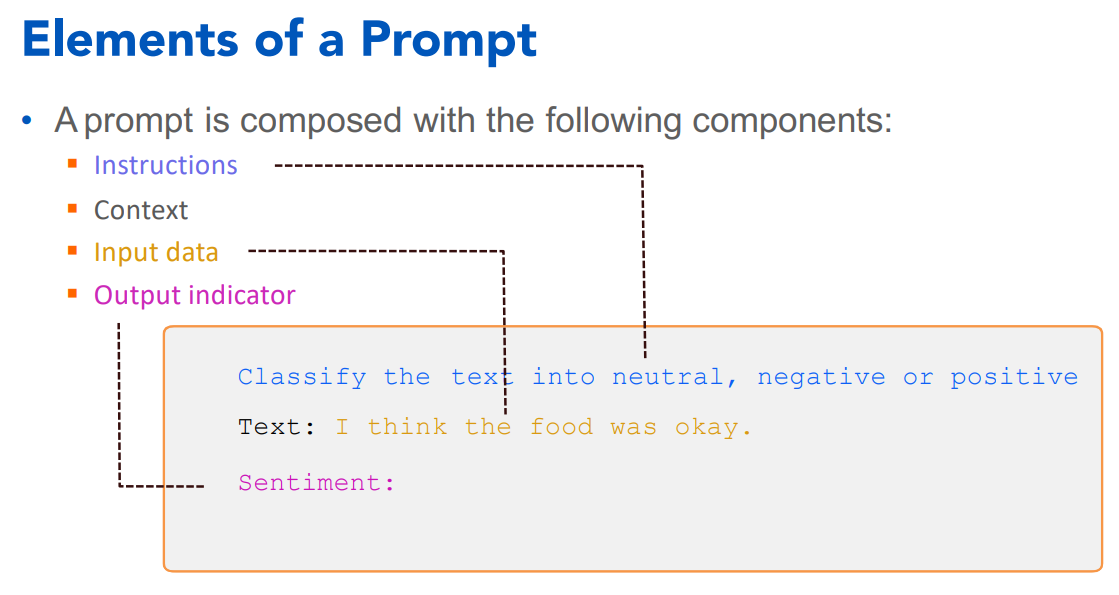 Elements of a Prompt
• A prompt is composed with the following components:
▪ Instructions
▪ Context
▪ Input data
▪ Output indicator
Classify the text into neutral, negative or positive
Text: I think the food was okay.
Sentiment: